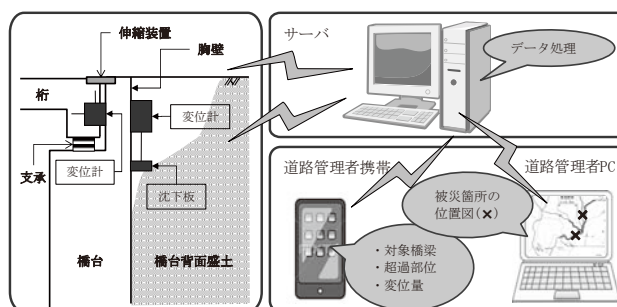 伸縮装置
胸壁
桁
変位計
支承
変位計
沈下板
橋台
橋台背面盛土
サーバ
データ処理
道路管理者携帯
道路管理者PC
被災箇所の
位置図(×)
・対象橋梁
・超過部位
・変位量